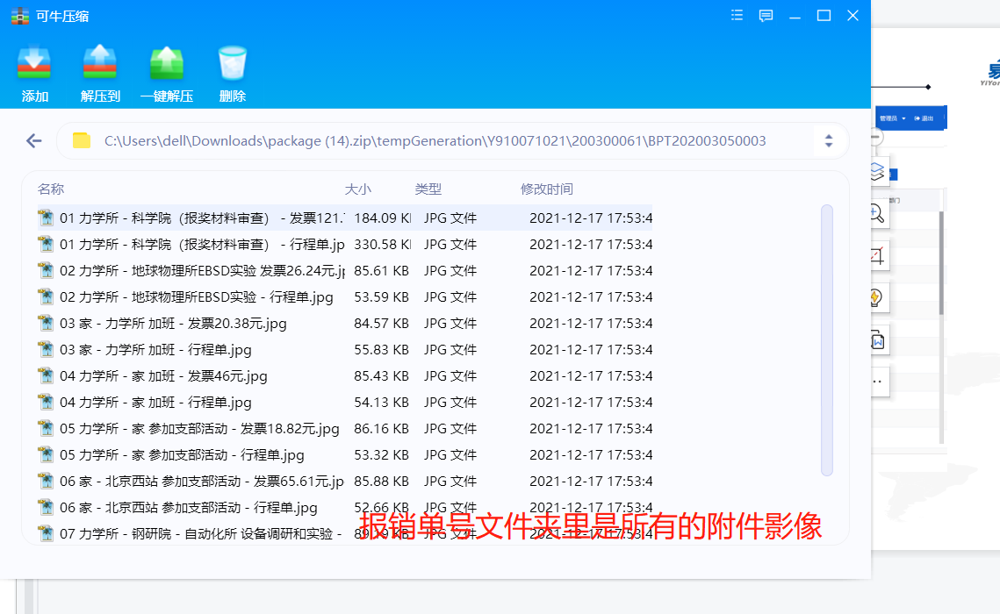 可牛压缩
添加 解压到 一键解压 删除
管理员 退出
C:\Users\dell\Downloads\package (14).zip\tempGeneration\Y910071021\200300061\BPT202003050003
名称 大小 类型 修改时间
01 力学所 - 科学院（报奖材料审查） - 发票121. 184.09 K JPG 文件 2021-12-17 17:53:4
01 力学所 - 科学院（报奖材料审查） - 行程单.jp 330.58 K JPG 文件 2021-12-17 17:53:4
02 力学所 - 地球物理所EBSD实验 发票26.24元.j 85.61 KB JPG 文件 2021-12-17 17:53:4
02 力学所 - 地球物理所EBSD实验 - 行程单.jpg 53.59 KB JPG 文件 2021-12-17 17:53:4
03 家 - 力学所 加班 - 发票20.38元.jpg 84.57 KB JPG 文件 2021-12-17 17:53:4
03 家 - 力学所 加班 - 行程单.jpg 55.83 KB JPG 文件 2021-12-17 17:53:4
04 力学所 - 家 加班 - 发票46元.jpg 85.43 KB JPG 文件 2021-12-17 17:53:4
04 力学所 - 家 加班 - 行程单.jpg 54.13 KB JPG 文件 2021-12-17 17:53:4
05 力学所 - 家 参加支部活动 - 发票18.82元.jpg 86.16 KB JPG 文件 2021-12-17 17:53:4
05 力学所 - 家 参加支部活动 - 行程单.jpg 53.32 KB JPG 文件 2021-12-17 17:53:4
06 家 - 北京西站 参加支部活动 - 发票65.61元.jp 85.88 KB JPG 文件 2021-12-17 17:53:4
06 家 - 北京西站 参加支部活动 - 行程单.jpg 52.66 KB JPG 文件 2021-12-17 17:53:4
07 力学所 - 钢研院 - 自动化所 设备调研和实验 - 89.19 KB JPG 文件 2021-12-17 17:53:4
报销单号文件夹里是所有的附件影像